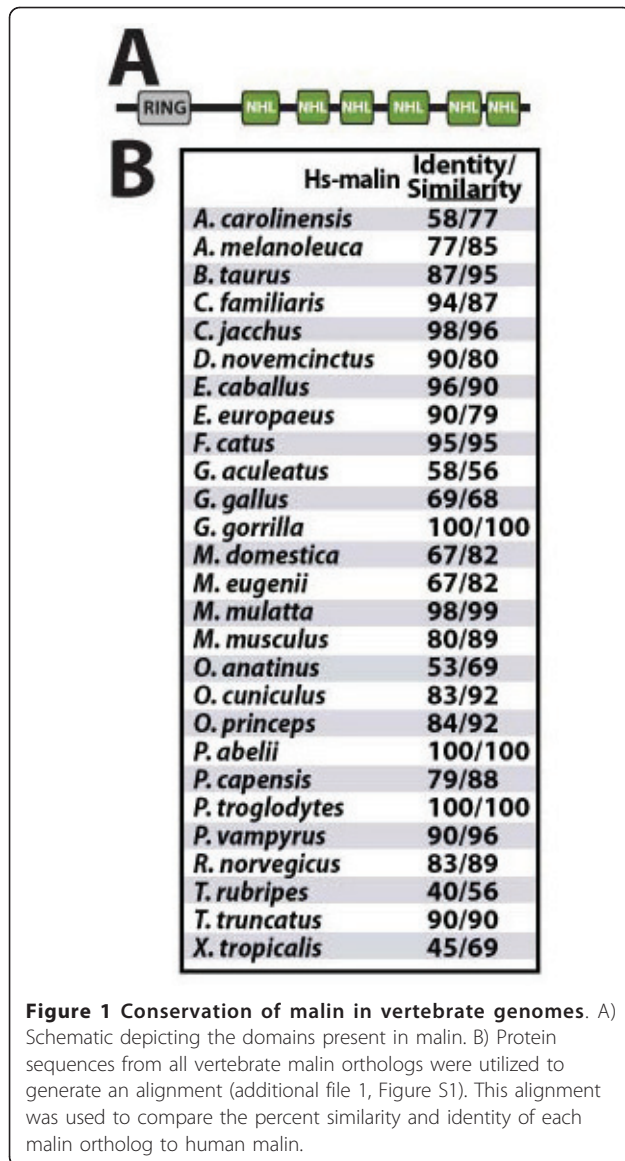 A
RING NHL NHL NHL NHL NHL NHL
B
Hs-malin Identity/
Similarity
A. carolinensis 58/77
A. melanoleuca 77/85
B. taurus 87/95
C. familiaris 94/87
C. jacchus 98/96
D. novemcinctus 90/80
E. caballus 96/90
E. europaeus 90/79
F. catus 95/95
G. aculeatus 58/56
G. gallus 69/68
G. gorrilla 100/100
M. domestica 67/82
M. eugenii 67/82
M. mulatta 98/99
M. musculus 80/89
O. anatinus 53/69
O. cuniculus 83/92
O. princeps 84/92
P. abelii 100/100
P. capensis 79/88
P. troglodytes 100/100
P. vampyrus 90/96
R. norvegicus 83/89
T. rubripes 40/56
T. truncatus 90/90
X. tropicalis 45/69
Figure 1 Conservation of malin in vertebrate genomes. A)
Schematic depicting the domains present in malin. B) Protein
sequences from all vertebrate malin orthologs were utilized to
generate an alignment (additional file 1, Figure S1). This alignment
was used to compare the percent similarity and identity of each
malin ortholog to human malin.